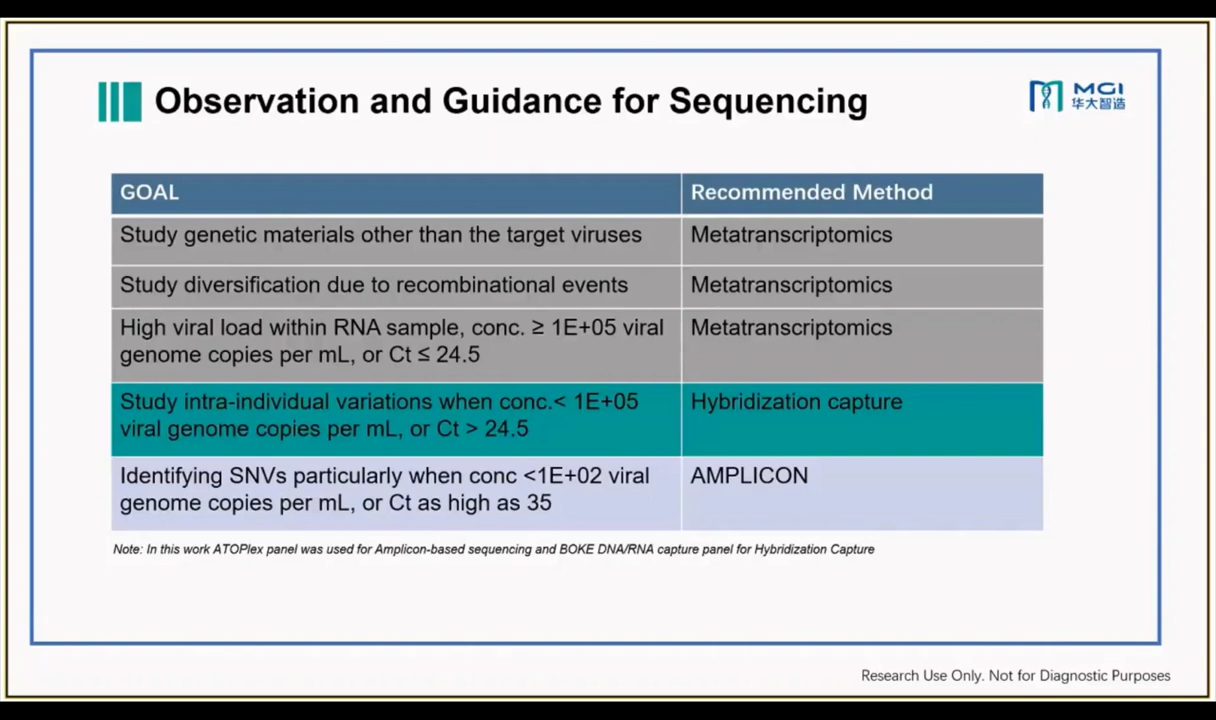 Observation and Guidance for Sequencing
MGI
华大智造
GOAL
Recommended Method
Study genetic materials other than the target viruses
Metatranscriptomics
Study diversification due to recombinational events
Metatranscriptomics
High viral load within RNA sample, conc. ≥ 1E+05 viral
genome copies per mL, or Ct ≤ 24.5
Metatranscriptomics
Study intra-individual variations when conc.< 1E+05
viral genome copies per mL, or Ct > 24.5
Hybridization capture
Identifying SNVs particularly when conc <1E+02 viral
genome copies per mL, or Ct as high as 35
AMPLICON
Note: In this work ATOPlex panel was used for Amplicon-based sequencing and BOKE DNA/RNA capture panel for Hybridization Capture
Research Use Only. Not for Diagnostic Purposes